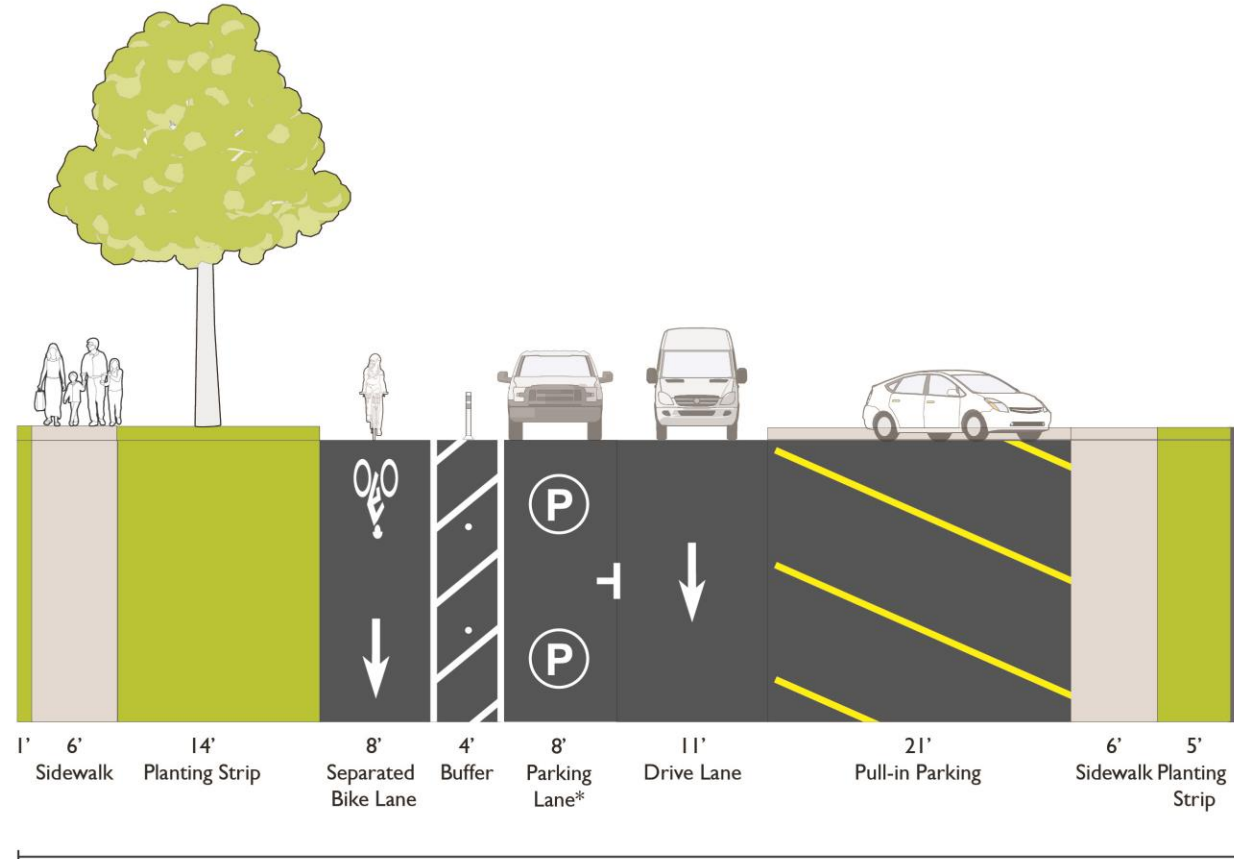 P
P
1’ 6’ 14’ 8’ 4’ 8’ 11’ 21’ 6’ 5’
Sidewalk Planting Strip Separated Buffer Parking Drive Lane Pull-in Parking Sidewalk Planting
Bike Lane Lane* Strip